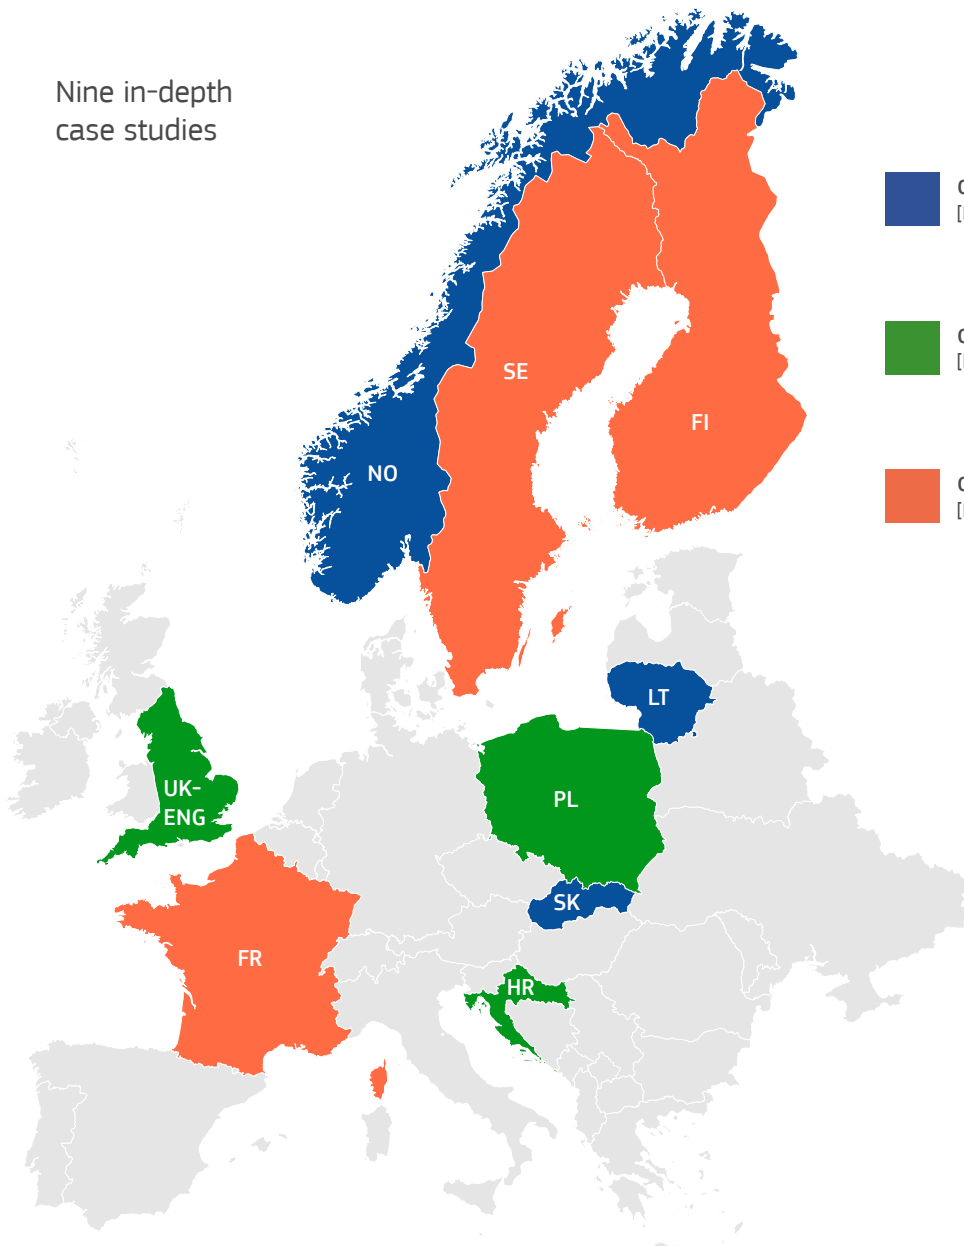 Nine in-depth
case studies
SE
FI
NO
LT
UK-
ENG
PL
SK
FR
HR